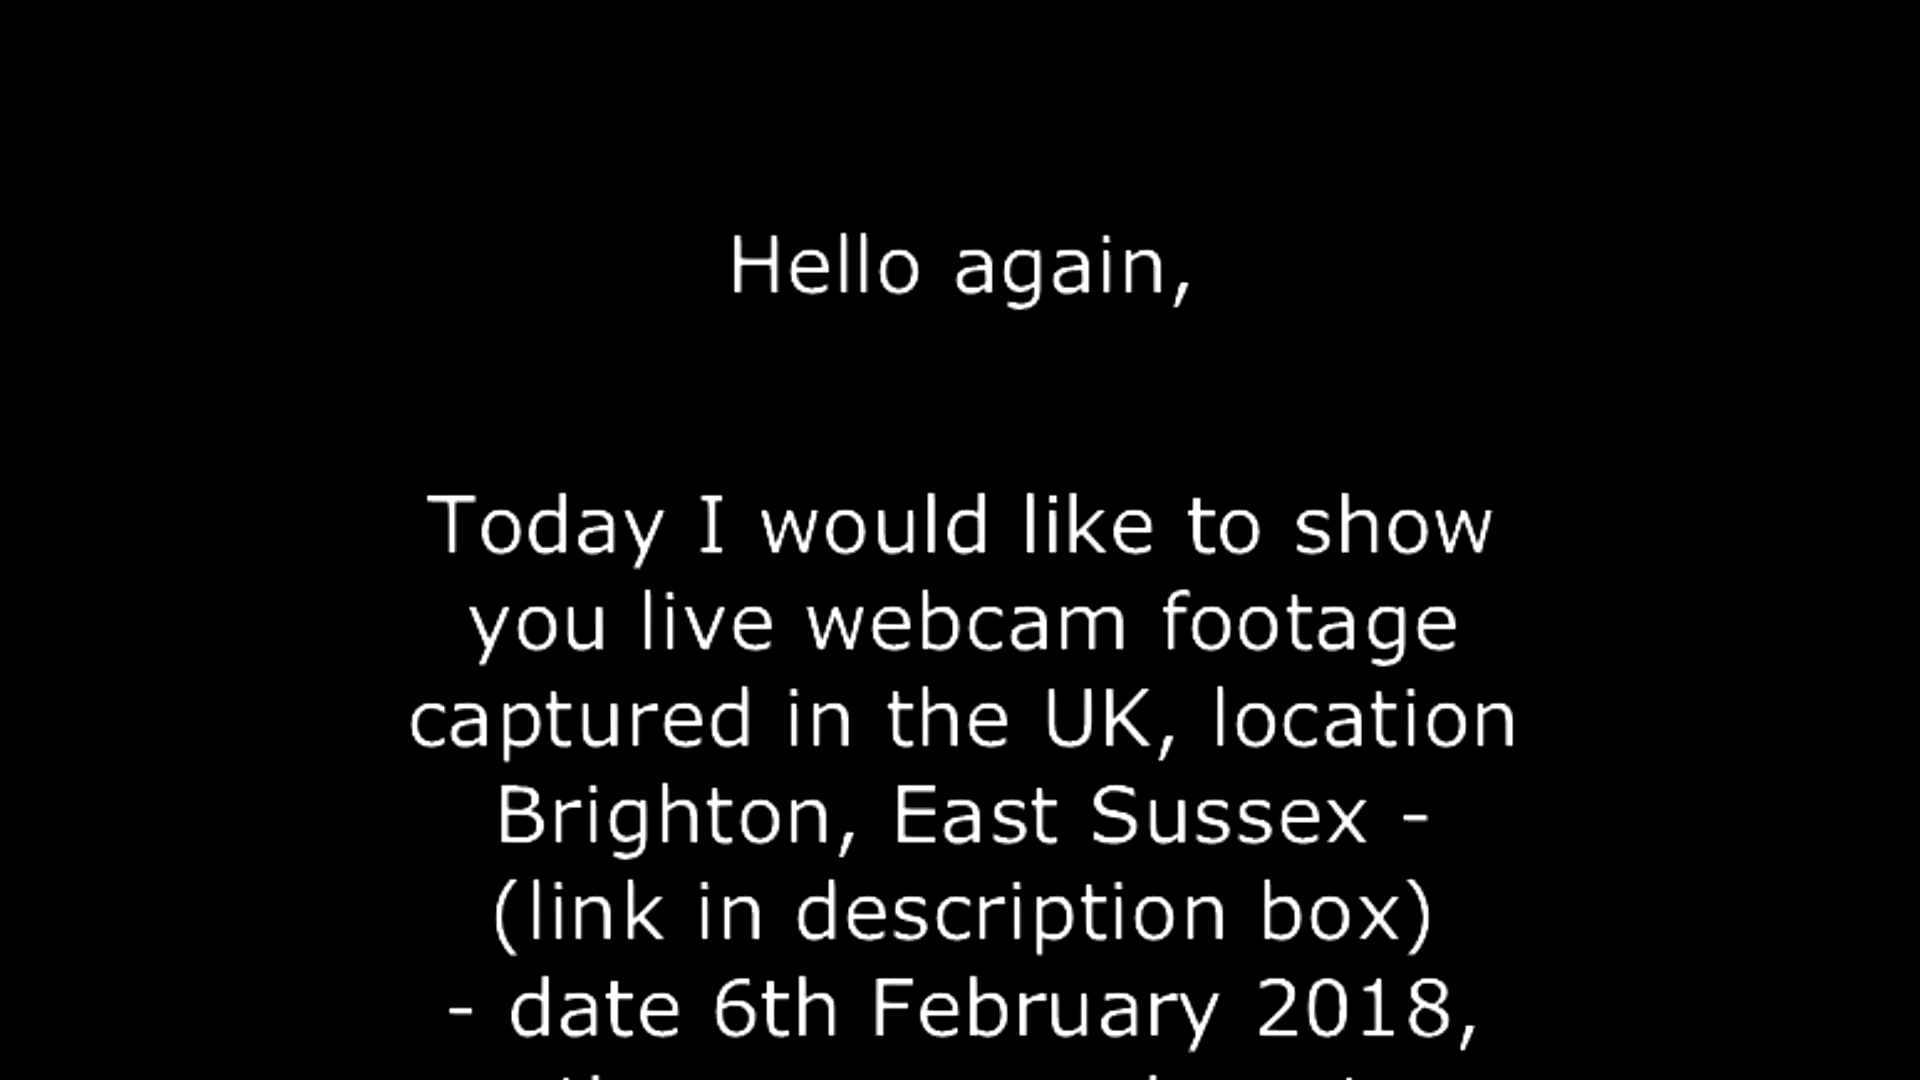 Hello again,
Today I would like to show
you live webcam footage
captured in the UK, location
Brighton, East Sussex -
(link in description box)
- date 6th February 2018,